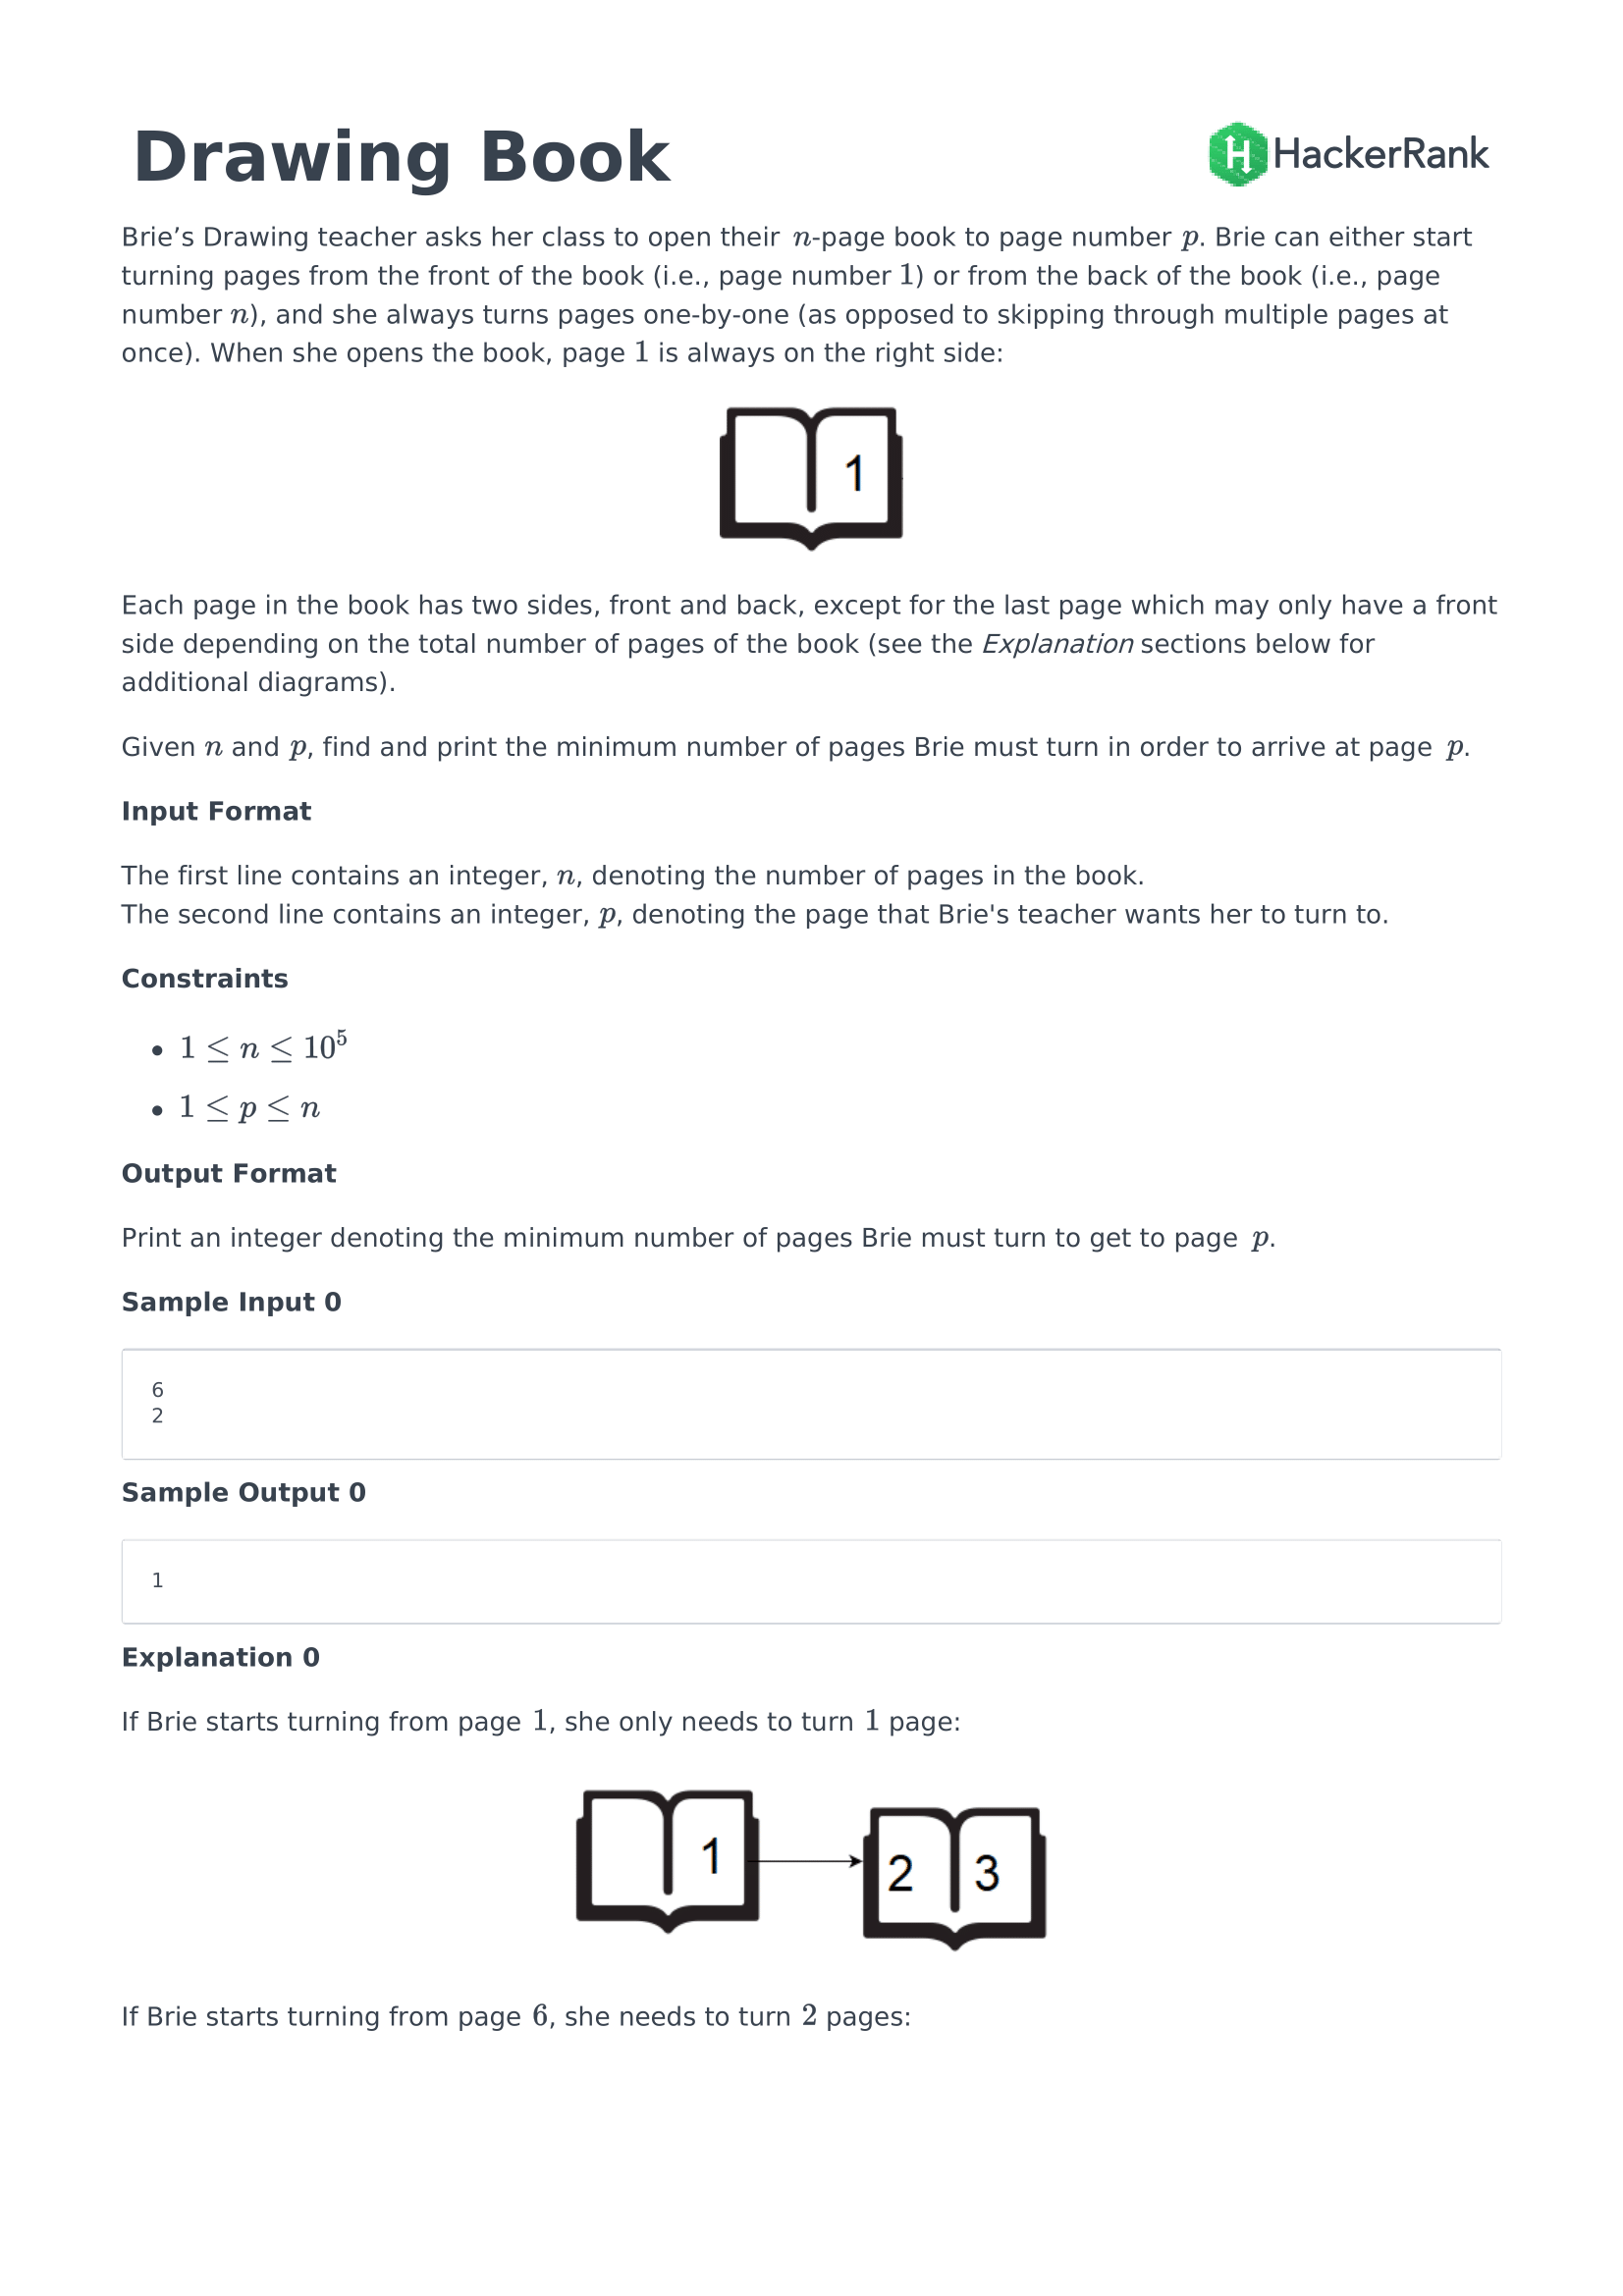 Drawing Book
HackerRank
Brie’s Drawing teacher asks her class to open their n-page book to page number p. Brie can either start
turning pages from the front of the book (i.e., page number 1) or from the back of the book (i.e., page
number n), and she always turns pages one-by-one (as opposed to skipping through multiple pages at
once). When she opens the book, page 1 is always on the right side:
1
Each page in the book has two sides, front and back, except for the last page which may only have a front
side depending on the total number of pages of the book (see the Explanation sections below for
additional diagrams).
Given n and p, find and print the minimum number of pages Brie must turn in order to arrive at page p.
Input Format
The first line contains an integer, n, denoting the number of pages in the book.
The second line contains an integer, p, denoting the page that Brie's teacher wants her to turn to.
Constraints
• 1 ≤ n ≤ 10⁵
• 1 ≤ p ≤ n
Output Format
Print an integer denoting the minimum number of pages Brie must turn to get to page p.
Sample Input 0
6
2
Sample Output 0
1
Explanation 0
If Brie starts turning from page 1, she only needs to turn 1 page:
1 2 3
If Brie starts turning from page 6, she needs to turn 2 pages: